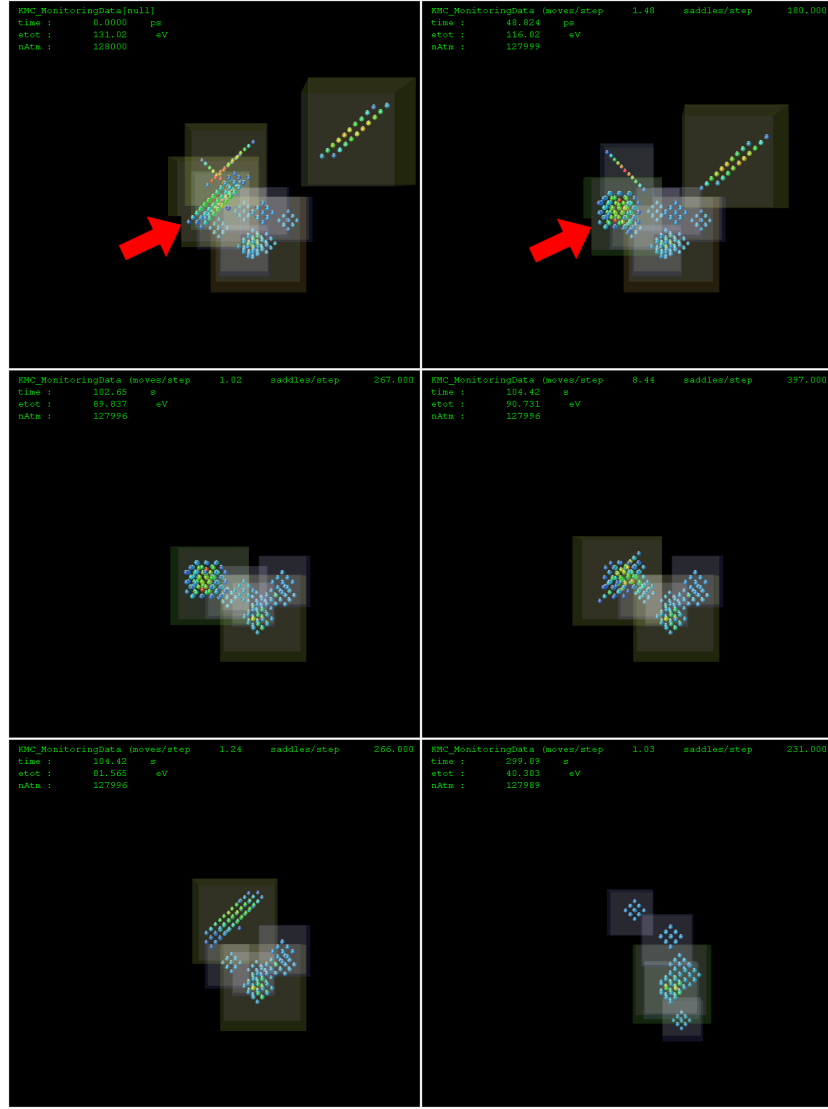 KMC_MonitoringData[null]
time : 0.0000 ps
etot : 131.02 eV
nAtm : 128000
KMC_MonitoringData (moves/step 1.48 saddles/step 180.000
time : 48.824 ps
etot : 116.02 eV
nAtm : 127999
KMC_MonitoringData (moves/step 1.02 saddles/step 267.000
time : 102.65 s
etot : 89.837 eV
nAtm : 127996
KMC_MonitoringData (moves/step 8.44 saddles/step 397.000
time : 104.42 s
etot : 90.731 eV
nAtm : 127996
KMC_MonitoringData (moves/step 1.24 saddles/step 266.000
time : 104.42 s
etot : 81.565 eV
nAtm : 127996
KMC_MonitoringData (moves/step 1.03 saddles/step 231.000
time : 299.09 s
etot : 40.303 eV
nAtm : 127989